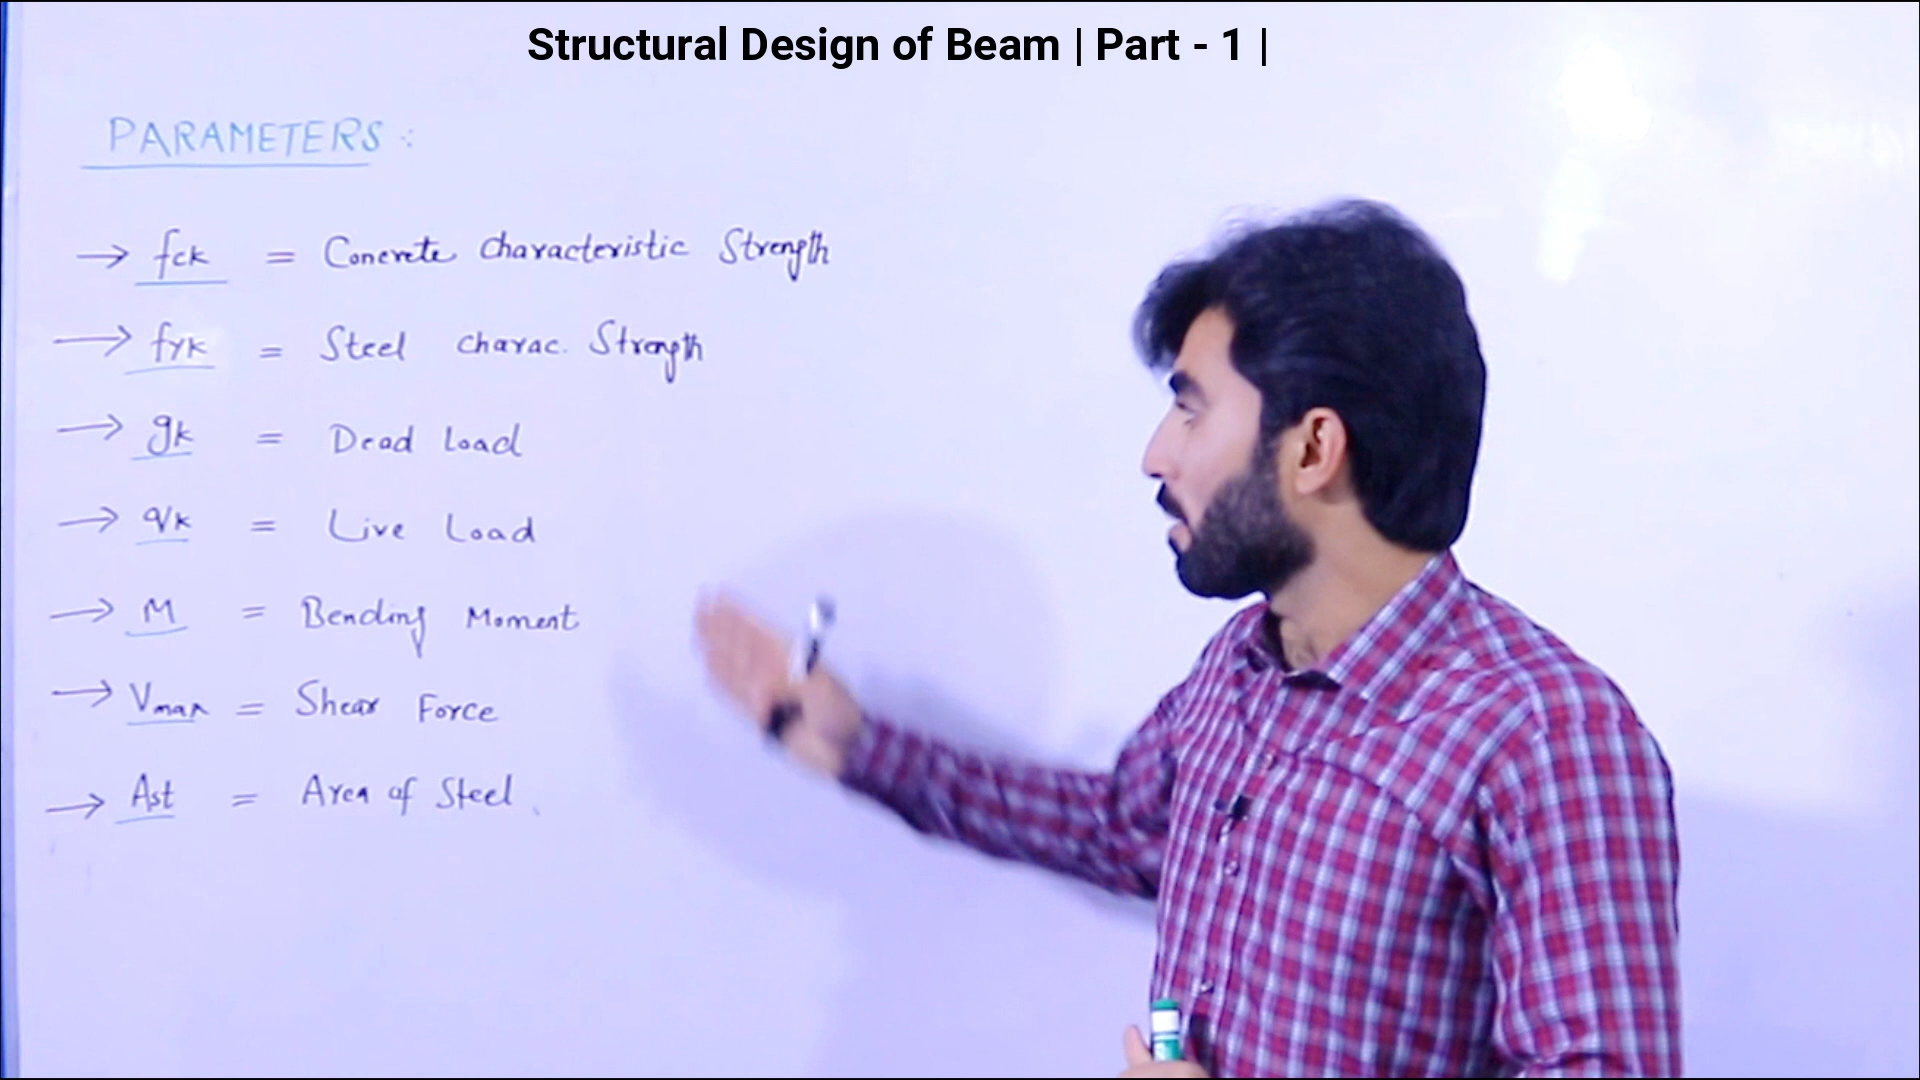 Structural Design of Beam | Part - 1 |
PARAMETERS :
→ fck = Concrete Characteristic Strength
→ fyk = Steel charac. Strength
→ gk = Dead Load
→ qk = Live Load
→ M = Bending Moment
→ Vmax = Shear Force
→ Ast = Area of Steel